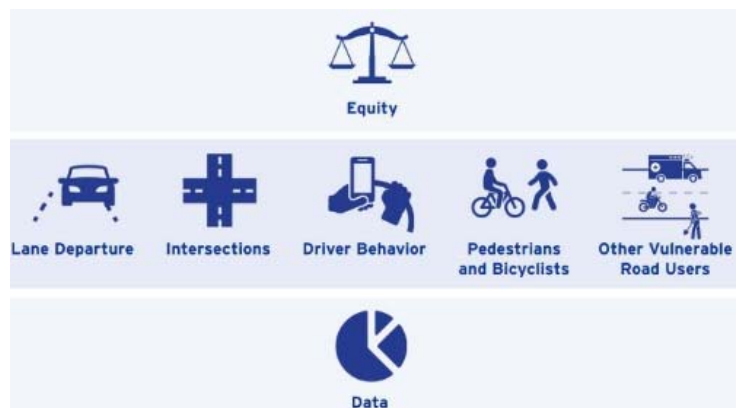 Equity
Lane Departure
Intersections
Driver Behavior
Pedestrians
and Bicyclists
Other Vulnerable
Road Users
Data